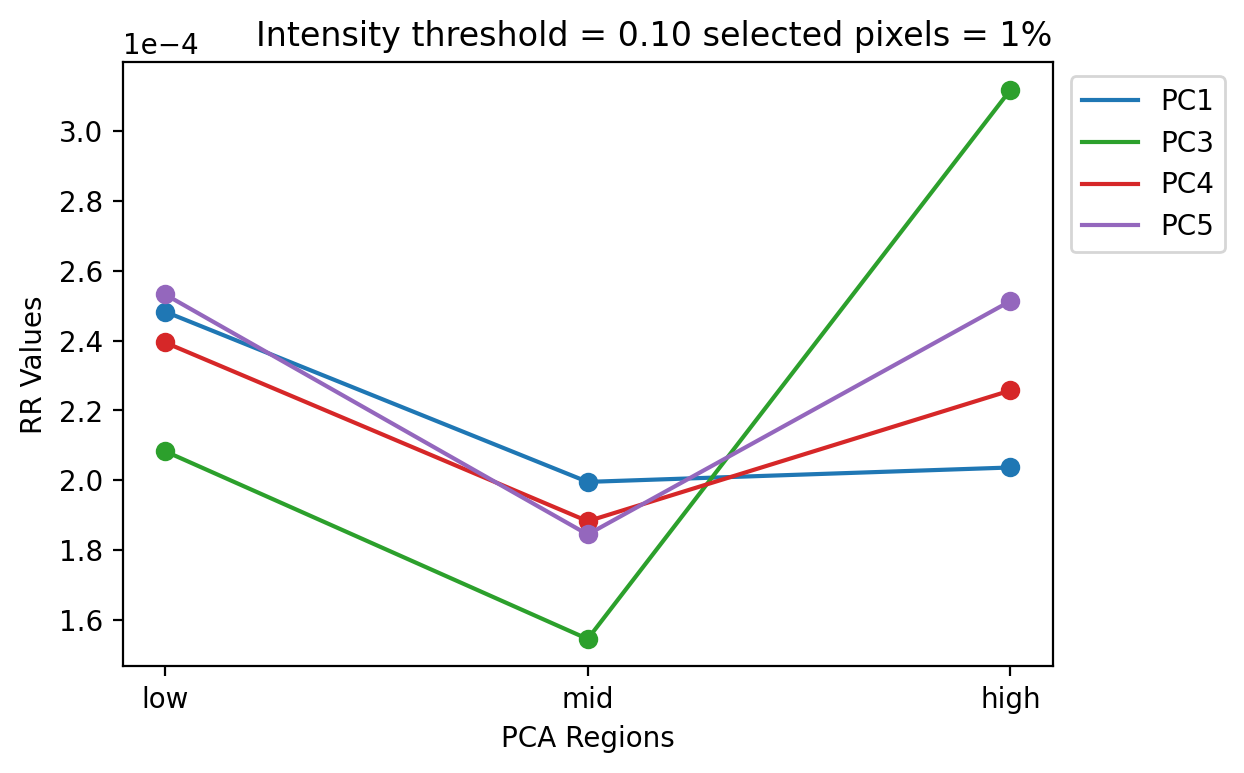 Intensity threshold = 0.10 selected pixels = 1%
1e−4
3.0
2.8
2.6
2.4
2.2
2.0
1.8
1.6
RR Values
low
mid
high
PCA Regions
PC1
PC3
PC4
PC5